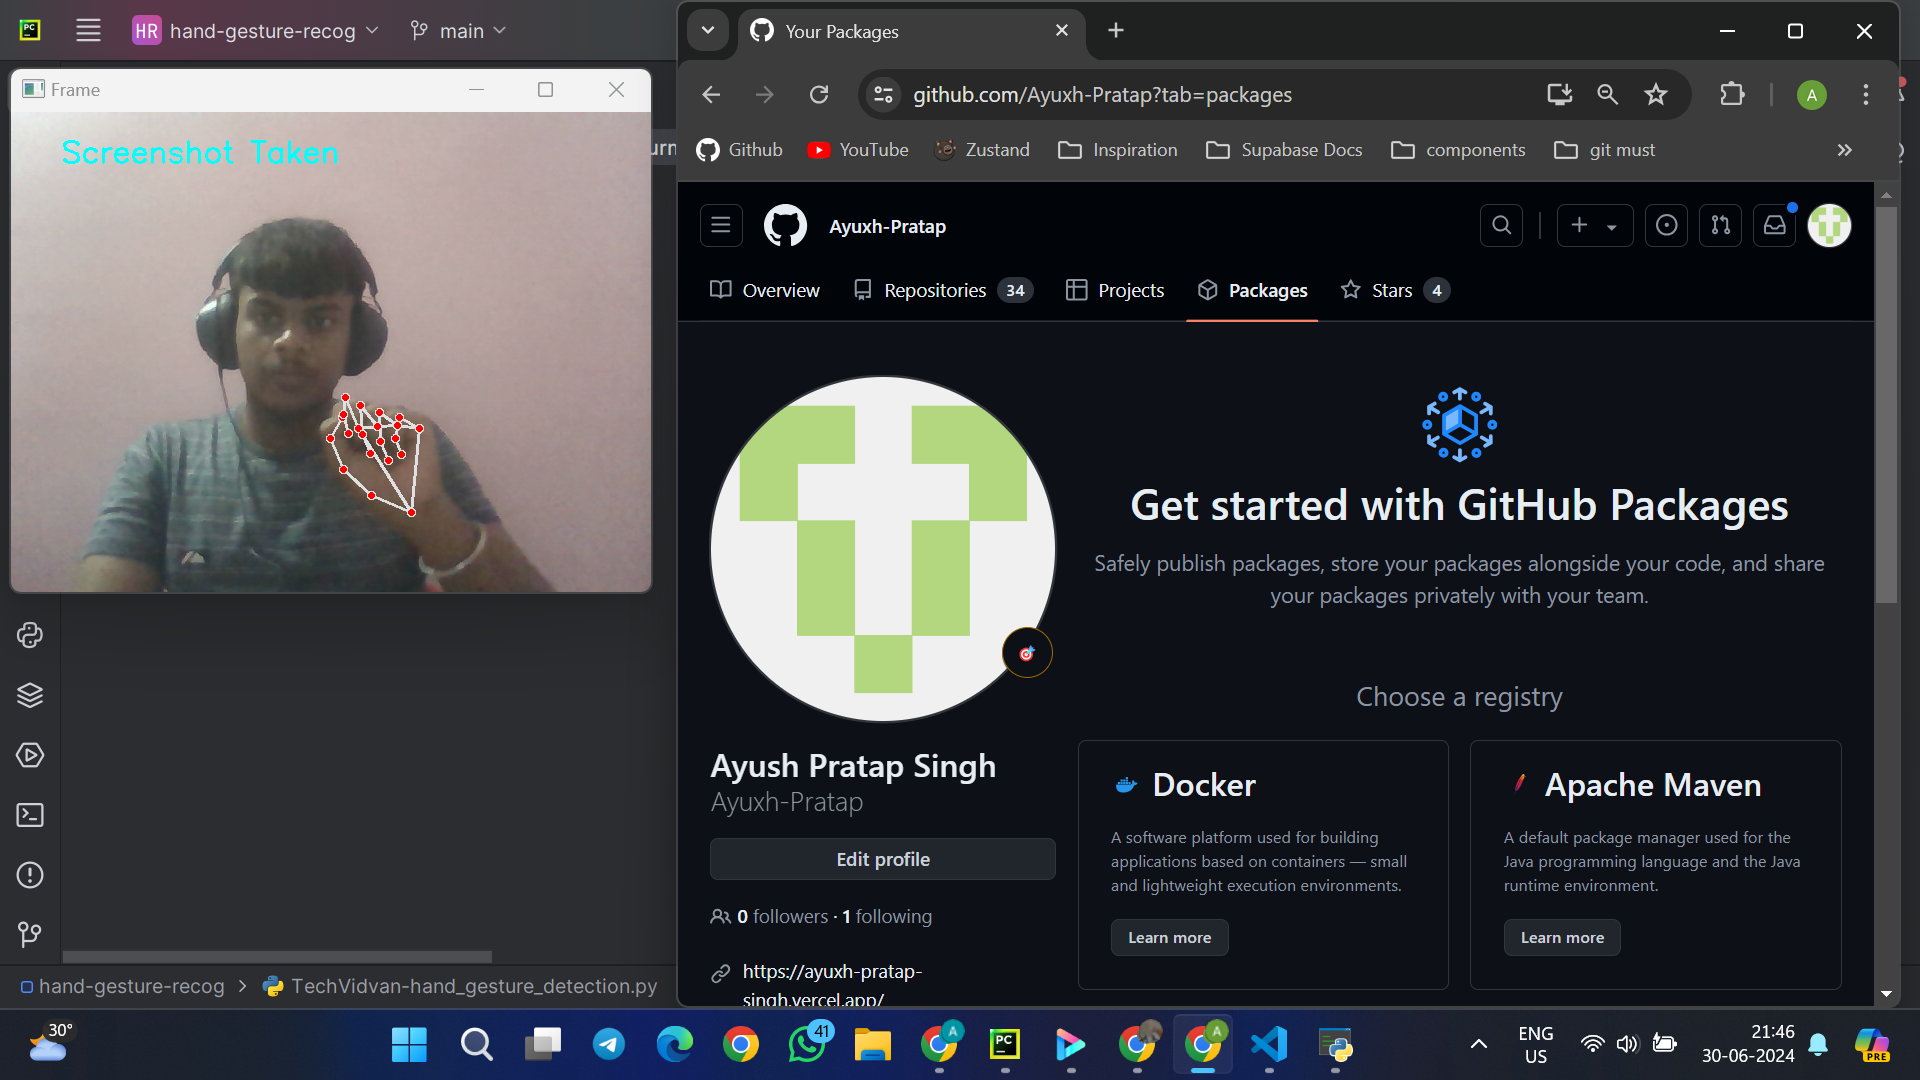 PC
HR hand-gesture-recog
main
Frame
Screenshot Taken
urn
Your Packages
github.com/Ayuxh-Pratap?tab=packages
A
Github
YouTube
Zustand
Inspiration
Supabase Docs
components
git must
Ayuxh-Pratap
Overview
Repositories 34
Projects
Packages
Stars 4
Get started with GitHub Packages
Safely publish packages, store your packages alongside your code, and share
your packages privately with your team.
Choose a registry
Ayush Pratap Singh
Ayuxh-Pratap
Edit profile
0 followers · 1 following
https://ayuxh-pratap-
singh.vercel.app/
Docker
A software platform used for building
applications based on containers — small
and lightweight execution environments.
Learn more
Apache Maven
A default package manager used for the
Java programming language and the Java
runtime environment.
Learn more
hand-gesture-recog > TechVidvan-hand_gesture_detection.py
30°
41
A
PC
A
ENG
US
21:46
30-06-2024
PRE